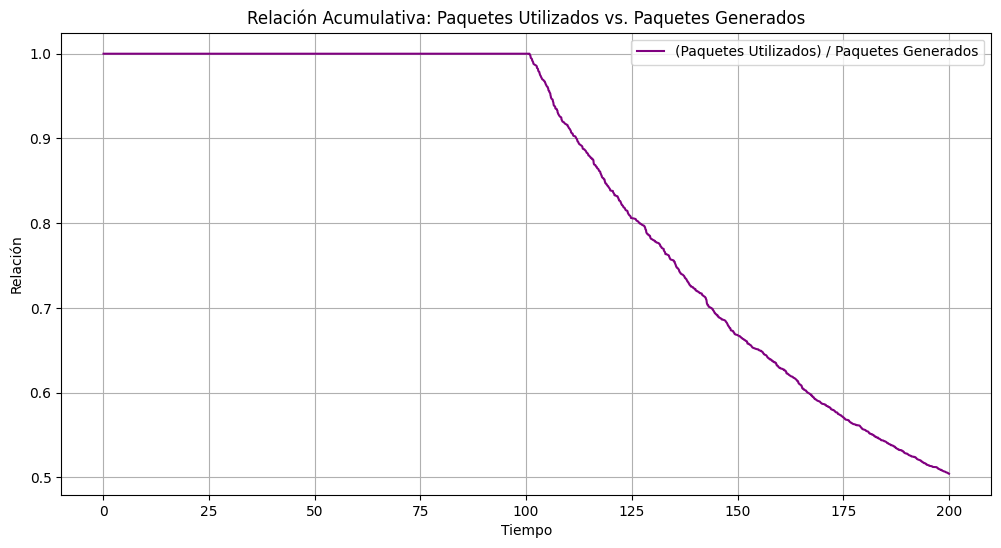 Relación Acumulativa: Paquetes Utilizados vs. Paquetes Generados
(Paquetes Utilizados) / Paquetes Generados
1.0
0.9
0.8
0.7
0.6
0.5
Relación
0 25 50 75 100 125 150 175 200
Tiempo